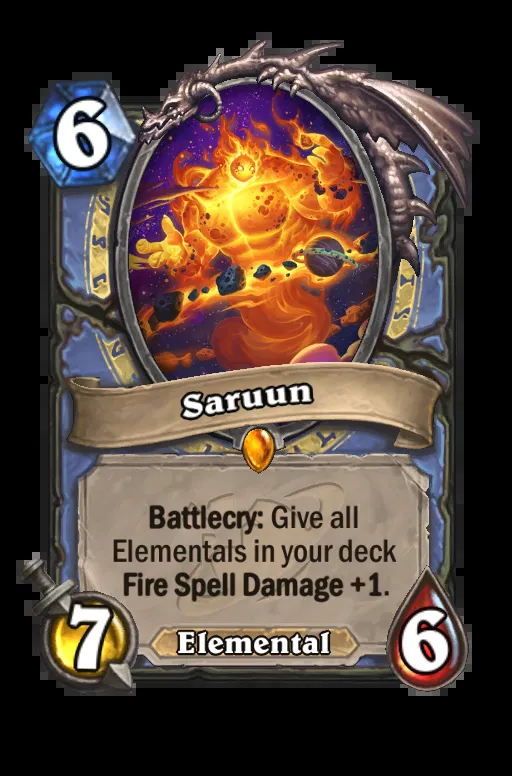 6
Saruun
Battlecry: Give all
Elementals in your deck
Fire Spell Damage +1.
7
Elemental
6